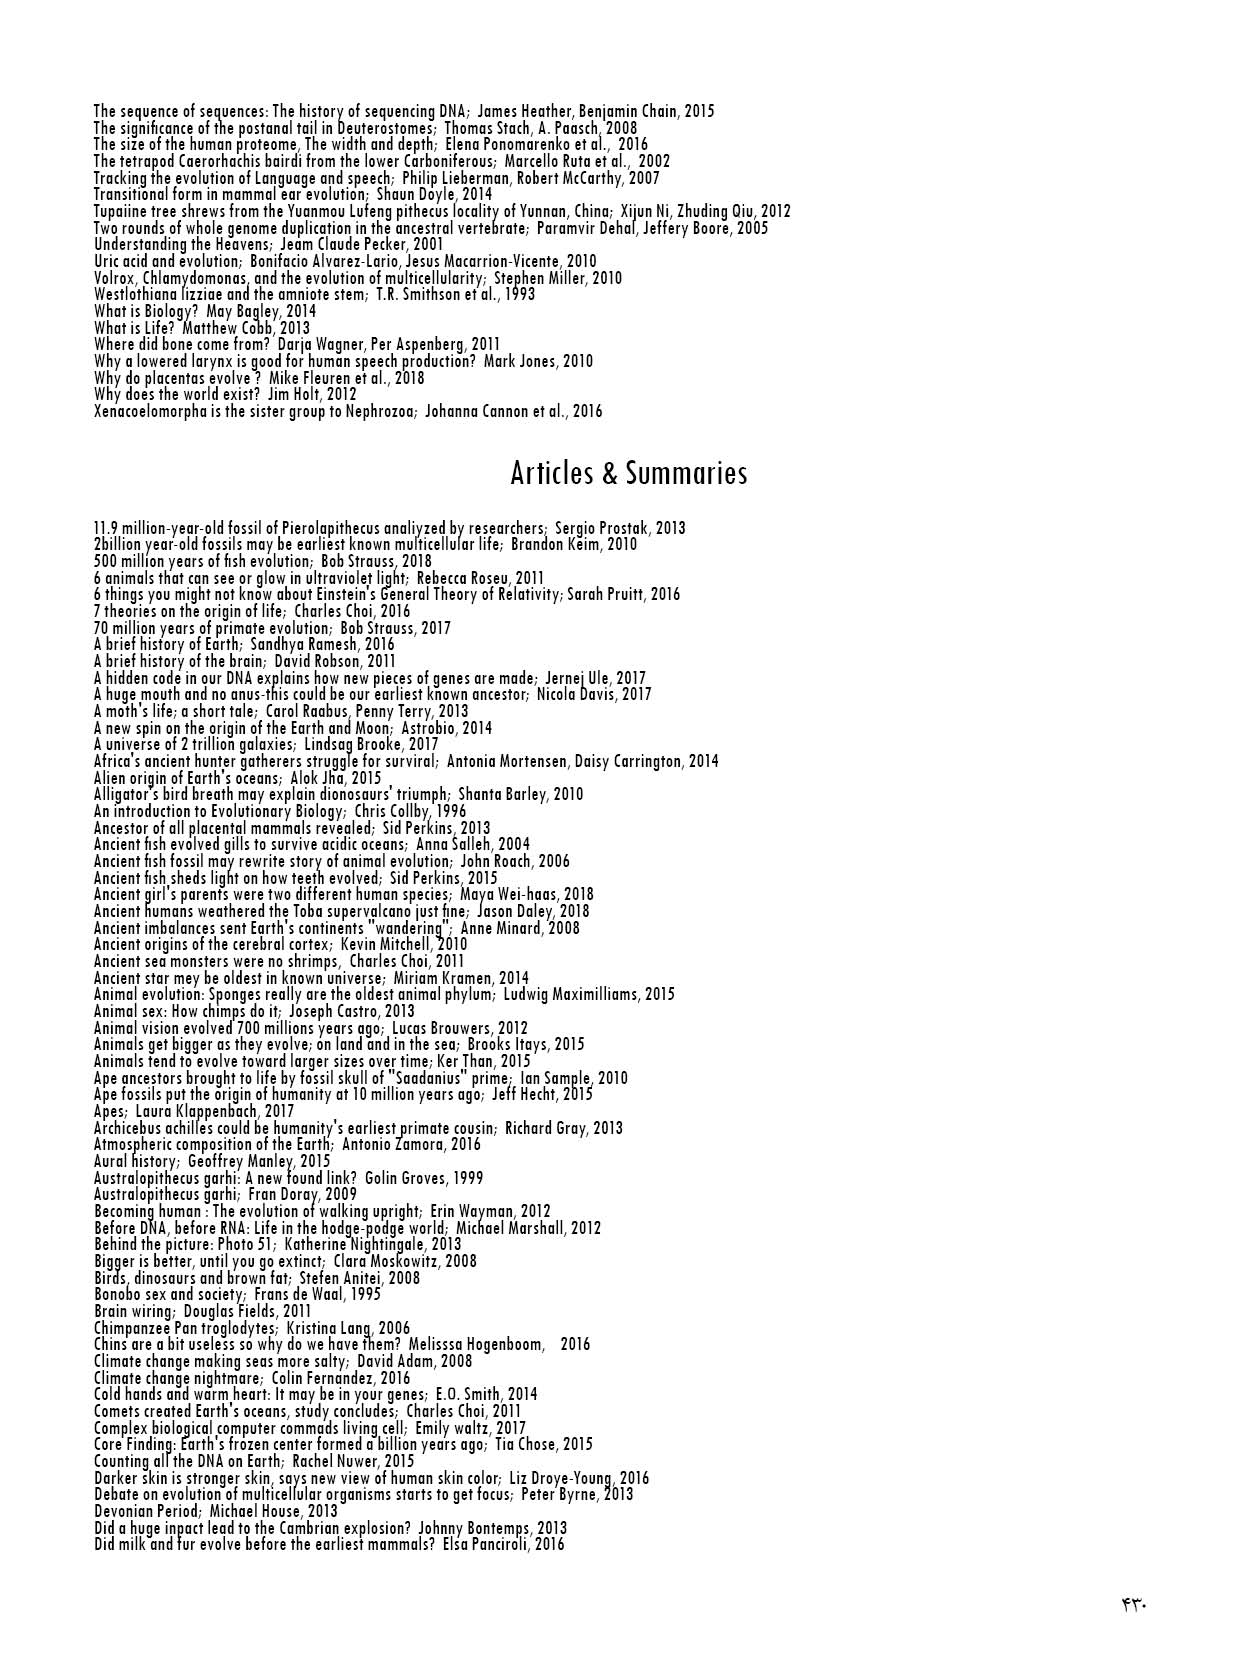 The sequence of sequences: The history of sequencing DNA; James Heather, Benjamin Chain, 2015
The significance of the postanal tail in Deuterostomes; Thomas Stach, A. Paasch, 2008
The size of the human proteome, The width and depth; Elena Ponomarenko et al., 2016
The tetrapod Caerorhachis bairdi from the lower Carboniferous; Marcello Ruta et al., 2002
Tracking the evolution of Language and speech; Philip Lieberman, Robert McCarthy, 2007
Transitional form in mammal ear evolution; Shaun Doyle, 2014
Tupaiine tree shrews from the Yuanmou Lufeng pithecus locality of Yunnan, China; Xijun Ni, Zhuding Qiu, 2012
Two rounds of whole genome duplication in the ancestral vertebrate; Paramvir Dehal, Jeffery Boore, 2005
Understanding the Heavens; Jeam Claude Pecker, 2001
Uric acid and evolution; Bonifacio Alvarez-Lario, Jesus Macarrion-Vicente, 2010
Volrox, Chlamydomonas, and the evolution of multicellularity; Stephen Miller, 2010
Westlothiana lizziae and the amniote stem; T.R. Smithson et al., 1993
What is Biology? May Bagley, 2014
What is Life? Matthew Cobb, 2013
Where did bone come from? Darja Wagner, Per Aspenberg, 2011
Why a lowered larynx is good for human speech production? Mark Jones, 2010
Why do placentas evolve ? Mike Fleuren et al., 2018
Why does the world exist? Jim Holt, 2012
Xenacoelomorpha is the sister group to Nephrozoa; Johanna Cannon et al., 2016
Articles & Summaries
11.9 million-year-old fossil of Pierolapithecus analiyzed by researchers; Sergio Prostak, 2013
2billion year-old fossils may be earliest known multicellular life; Brandon Keim, 2010
500 million years of fish evolution; Bob Strauss, 2018
6 animals that can see or glow in ultraviolet light; Rebecca Roseu, 2011
6 things you might not know about Einstein's General Theory of Relativity; Sarah Pruitt, 2016
7 theories on the origin of life; Charles Choi, 2016
70 million years of primate evolution; Bob Strauss, 2017
A brief history of Earth; Sandhya Ramesh, 2016
A brief history of the brain; David Robson, 2011
A hidden code in our DNA explains how new pieces of genes are made; Jernej Ule, 2017
A huge mouth and no anus-this could be our earliest known ancestor; Nicola Davis, 2017
A moth's life; a short tale; Carol Raabus, Penny Terry, 2013
A new spin on the origin of the Earth and Moon; Astrobio, 2014
A universe of 2 trillion galaxies; Lindsag Brooke, 2017
Africa's ancient hunter gatherers struggle for surviral; Antonia Mortensen, Daisy Carrington, 2014
Alien origin of Earth's oceans; Alok Jha, 2015
Alligator's bird breath may explain dionosaurs' triumph; Shanta Barley, 2010
An introduction to Evolutionary Biology; Chris Collby, 1996
Ancestor of all placental mammals revealed; Sid Perkins, 2013
Ancient fish evolved gills to survive acidic oceans; Anna Salleh, 2004
Ancient fish fossil may rewrite story of animal evolution; John Roach, 2006
Ancient fish sheds light on how teeth evolved; Sid Perkins, 2015
Ancient girl's parents were two different human species; Maya Wei-haas, 2018
Ancient humans weathered the Toba supervalcano just fine; Jason Daley, 2018
Ancient imbalances sent Earth's continents "wandering"; Anne Minard, 2008
Ancient origins of the cerebral cortex; Kevin Mitchell, 2010
Ancient sea monsters were no shrimps, Charles Choi, 2011
Ancient star mey be oldest in known universe; Miriam Kramen, 2014
Animal evolution: Sponges really are the oldest animal phylum; Ludwig Maximilliams, 2015
Animal sex: How chimps do it; Joseph Castro, 2013
Animal vision evolved 700 millions years ago; Lucas Brouwers, 2012
Animals get bigger as they evolve; on land and in the sea; Brooks Itays, 2015
Animals tend to evolve toward larger sizes over time; Ker Than, 2015
Ape ancestors brought to life by fossil skull of "Saadanius" prime; Ian Sample, 2010
Ape fossils put the origin of humanity at 10 million years ago; Jeff Hecht, 2015
Apes; Laura Klappenbach, 2017
Archicebus achilles could be humanity's earliest primate cousin; Richard Gray, 2013
Atmospheric composition of the Earth; Antonio Zamora, 2016
Aural history; Geoffrey Manley, 2015
Australopithecus garhi: A new found link? Golin Groves, 1999
Australopithecus garhi; Fran Doray, 2009
Becoming human : The evolution of walking upright; Erin Wayman, 2012
Before DNA, before RNA: Life in the hodge-podge world; Michael Marshall, 2012
Behind the picture: Photo 51; Katherine Nightingale, 2013
Bigger is better, until you go extinct; Clara Moskowitz, 2008
Birds, dinosaurs and brown fat; Stefen Anitei, 2008
Bonobo sex and society; Frans de Waal, 1995
Brain wiring; Douglas Fields, 2011
Chimpanzee Pan troglodytes; Kristina Lang, 2006
Chins are a bit useless so why do we have them? Melisssa Hogenboom, 2016
Climate change making seas more salty; David Adam, 2008
Climate change nightmare; Colin Fernandez, 2016
Cold hands and warm heart: It may be in your genes; E.O. Smith, 2014
Comets created Earth's oceans, study concludes; Charles Choi, 2011
Complex biological computer commads living cell; Emily waltz, 2017
Core Finding: Earth's frozen center formed a billion years ago; Tia Chose, 2015
Counting all the DNA on Earth; Rachel Nuwer, 2015
Darker skin is stronger skin, says new view of human skin color; Liz Droye-Young, 2016
Debate on evolution of multicellular organisms starts to get focus; Peter Byrne, 2013
Devonian Period; Michael House, 2013
Did a huge inpact lead to the Cambrian explosion? Johnny Bontemps, 2013
Did milk and fur evolve before the earliest mammals? Elsa Panciroli, 2016
۴۳۰